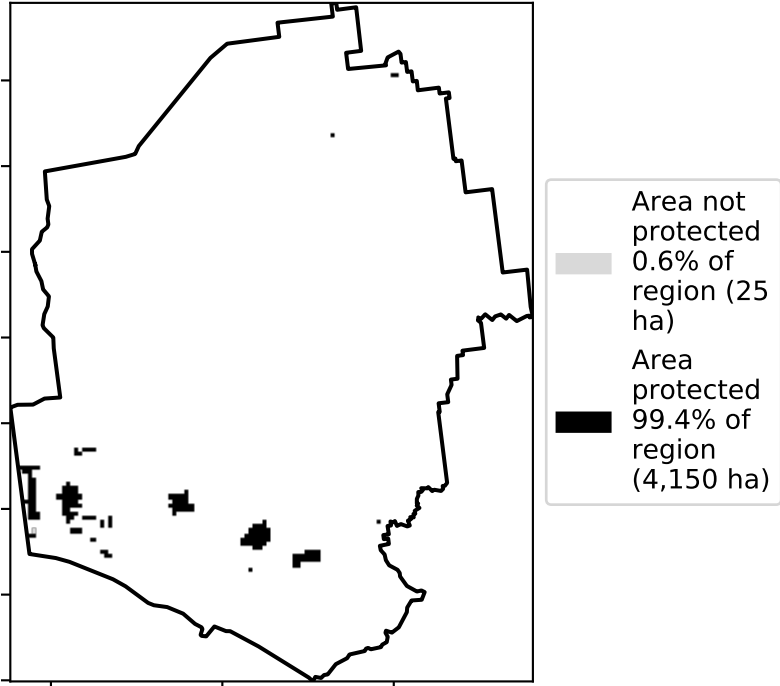 Area not
protected
0.6% of
region (25
ha)
Area
protected
99.4% of
region
(4,150 ha)